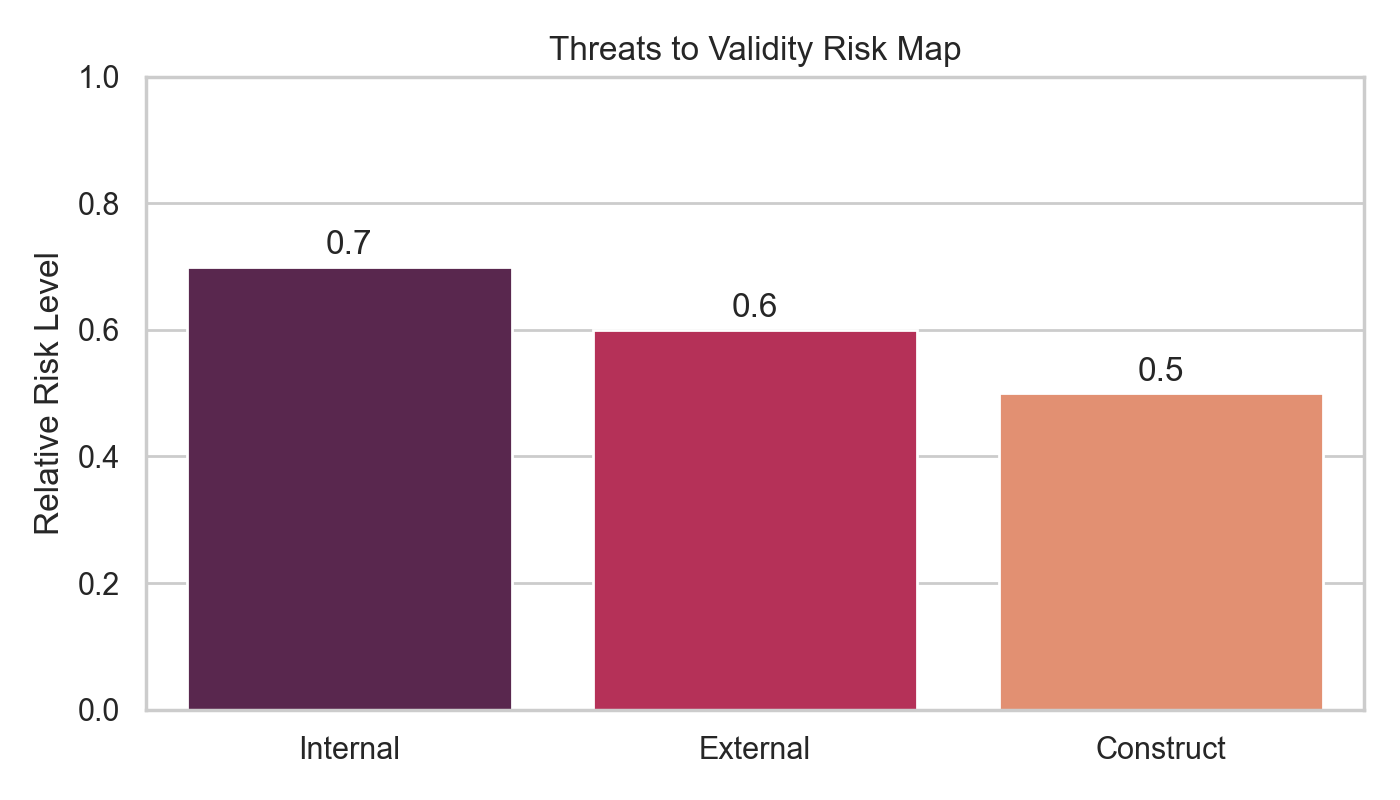 Threats to Validity Risk Map
1.0
0.8
0.6
0.4
0.2
0.0
Relative Risk Level
0.7
0.6
0.5
Internal
External
Construct